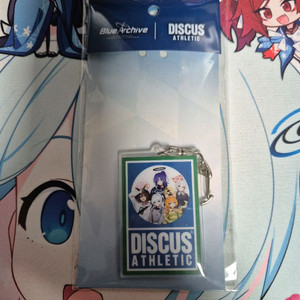 Blue Archive
DISCUS
ATHLETIC
DISCUS
ATHLETIC